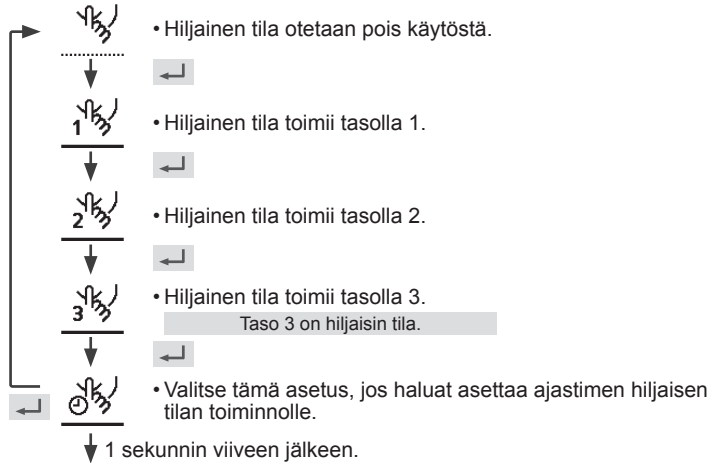 • Hiljainen tila otetaan pois käytöstä.
1
• Hiljainen tila toimii tasolla 1.
2
• Hiljainen tila toimii tasolla 2.
3
• Hiljainen tila toimii tasolla 3.
Taso 3 on hiljaisin tila.
• Valitse tämä asetus, jos haluat asettaa ajastimen hiljaisen
tilan toiminnolle.
1 sekunnin viiveen jälkeen.